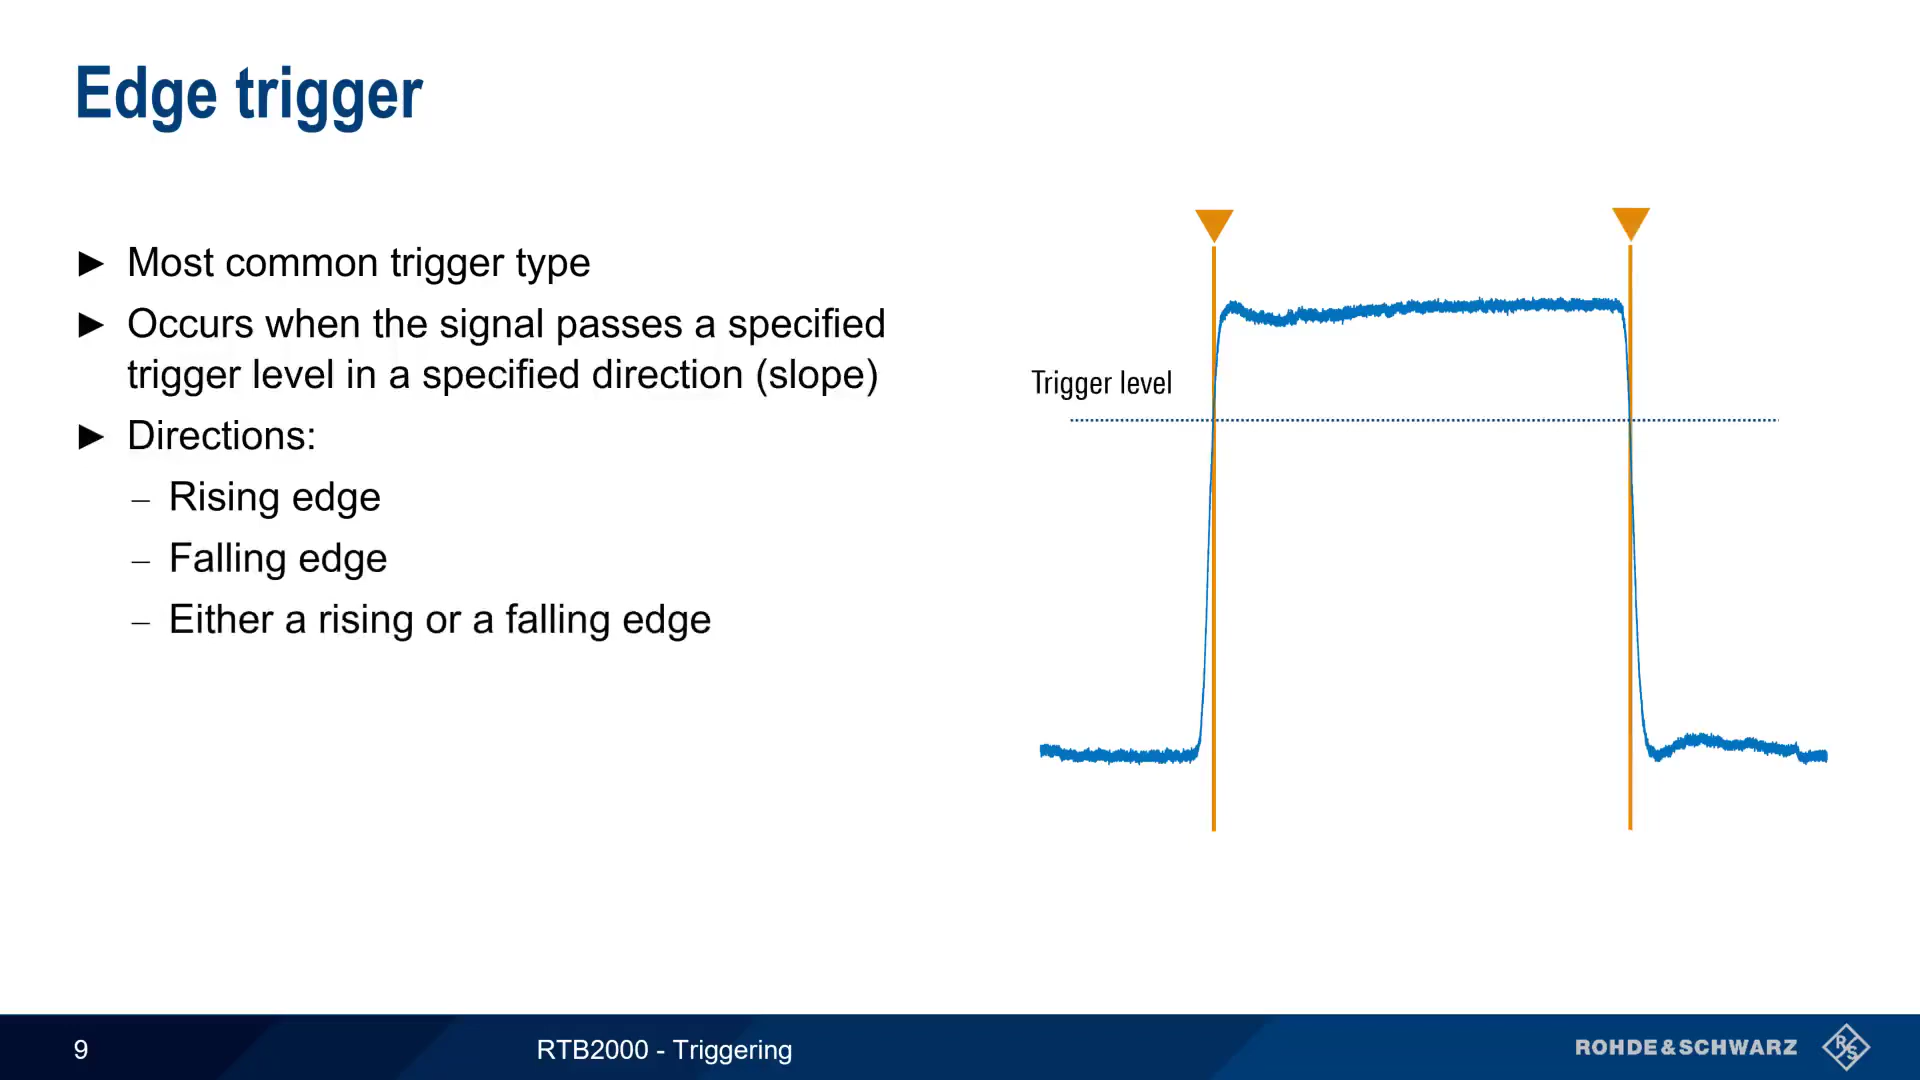 Edge trigger
► Most common trigger type
► Occurs when the signal passes a specified
trigger level in a specified direction (slope)
► Directions:
– Rising edge
– Falling edge
– Either a rising or a falling edge
Trigger level
9
RTB2000 - Triggering
ROHDE&SCHWARZ
R&S